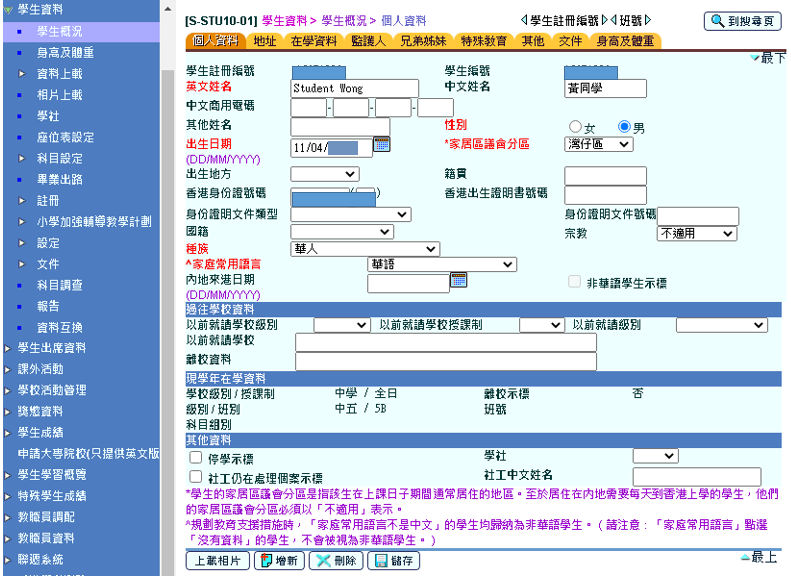 學生資料
學生概況
身高及體重
資料上載
相片上載
學社
座位表設定
科目設定
畢業出路
註冊
小學加強輔導教學計劃
設定
文件
科目調查
報告
資料互換
學生出席資料
課外活動
學校活動管理
獎懲資料
學生成績
申請大專院校(只提供英文版
學生學習概覽
特殊學生成績
教職員調配
教職員資料
聯遞系統
[S-STU10-01] 學生資料 > 學生概況 > 個人資料
學生註冊編號 班號
到搜尋頁
個人資料 地址 在學資料 監護人 兄弟姊妹 特殊教育 其他 文件 身高及體重
最下
學生註冊編號 學生編號
英文姓名 Student Wong 中文姓名 黃同學
中文商用電碼 - - -
其他姓名 性別 女 男
出生日期 11/04/ *家居區議會分區 灣仔區
(DD/MM/YYYY)
出生地方 籍貫
香港身份證號碼 ( ) 香港出生證明書號碼
身份證明文件類型 身份證明文件號碼
國籍 宗教 不適用
種族 華人
^家庭常用語言 華語
內地來港日期 非華語學生示標
(DD/MM/YYYY)
過往學校資料
以前就讀學校級別 以前就讀學校授課制 以前就讀級別
以前就讀學校
離校資料
現學年在學資料
學校級別 / 授課制 中學 / 全日 離校示標 否
級別 / 班別 中五 / 5B 班號
科目組別
其他資料
停學示標 學社
社工仍在處理個案示標 社工中文姓名
*學生的家居區議會分區是指該生在上課日子期間通常居住的地區。至於居住在內地需要每天到香港上學的學生，他們
的家居區議會分區必須以「不適用」表示。
^規劃教育支援措施時，「家庭常用語言不是中文」的學生均歸納為非華語學生。（請注意：「家庭常用語言」點選
「沒有資料」的學生，不會被視為非華語學生。）
上載相片 增新 刪除 儲存
最上